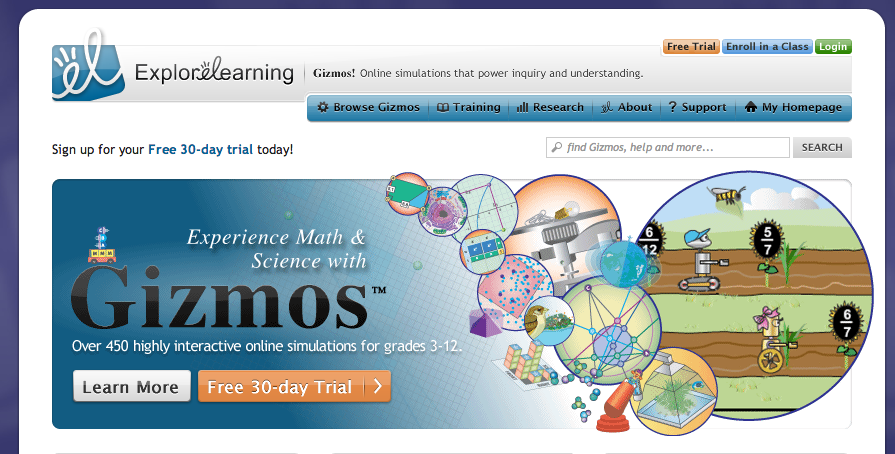 Free Trial Enroll in a Class Login
el ExploreLearning Gizmos! Online simulations that power inquiry and understanding.
Browse Gizmos Training Research About Support My Homepage
Sign up for your Free 30-day trial today! find Gizmos, help and more... SEARCH
Experience Math &
Science with
Gizmos™
Over 450 highly interactive online simulations for grades 3-12.
Learn More Free 30-day Trial
6
12
5
7
6
7